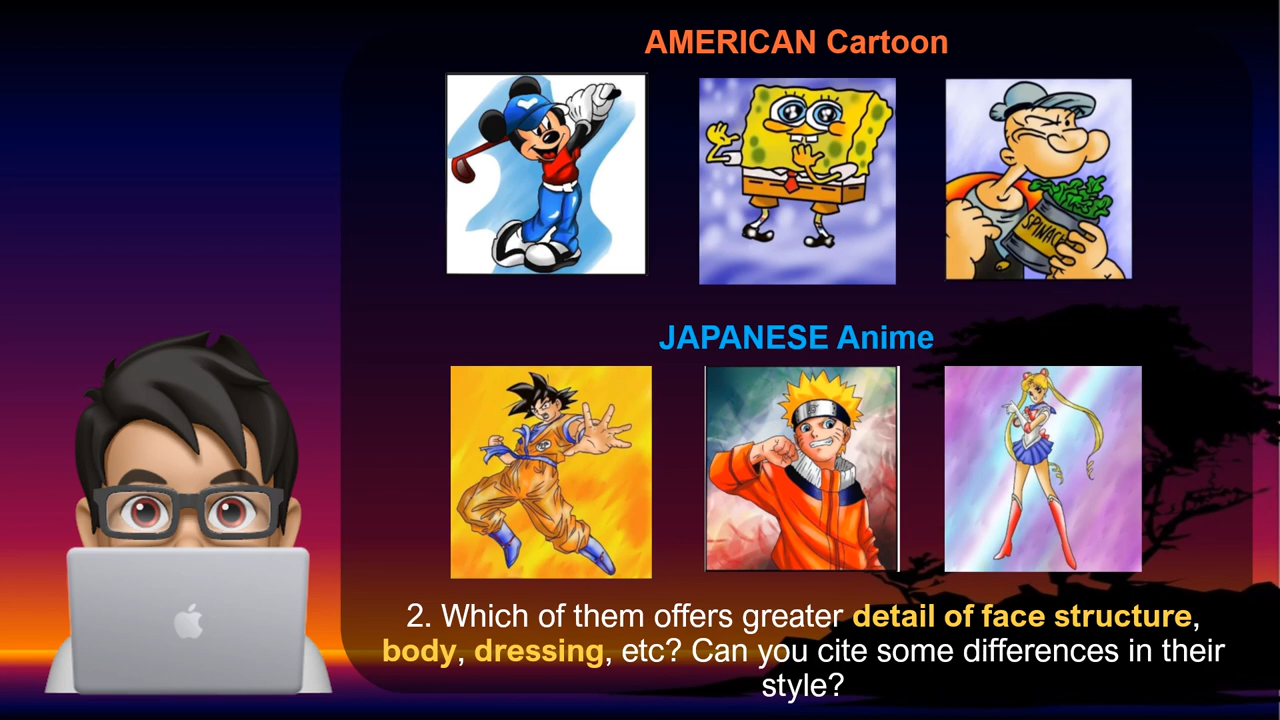 AMERICAN Cartoon
SPINACH
JAPANESE Anime
2. Which of them offers greater detail of face structure,
body, dressing, etc? Can you cite some differences in their
style?